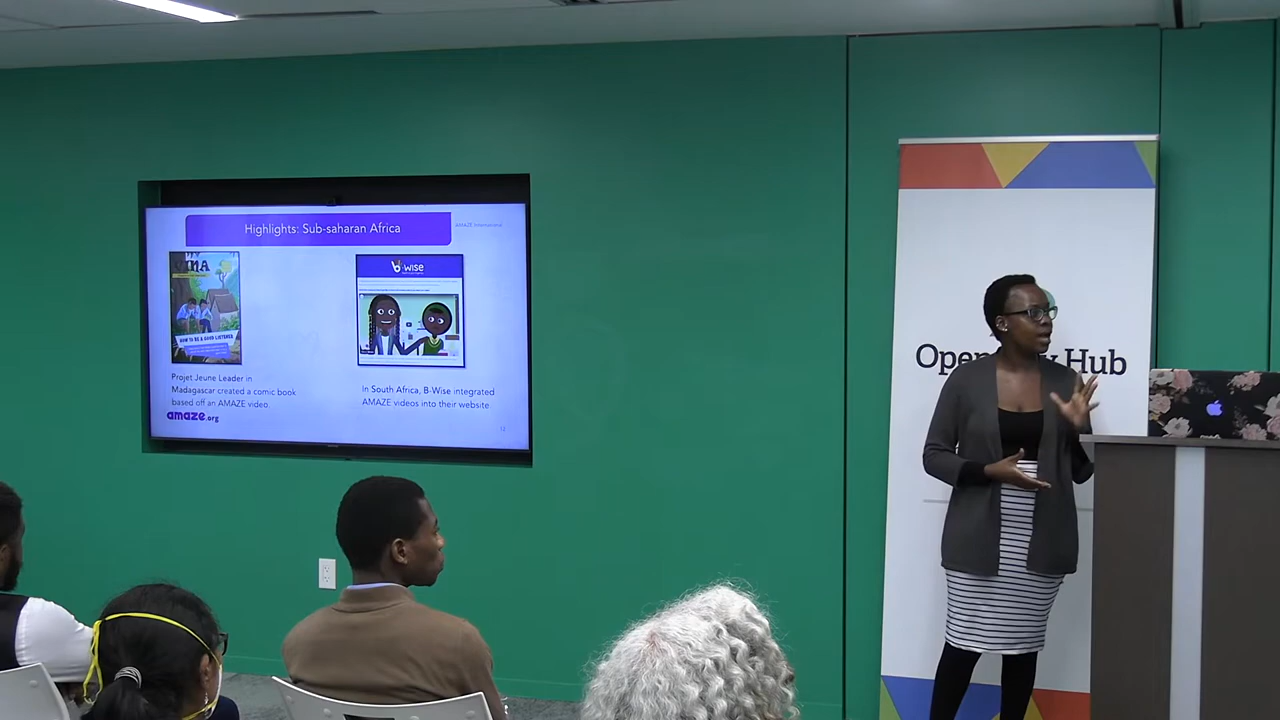 Highlights: Sub-saharan Africa
AMAZE International
b-wise
HOW TO BE A GOOD LISTENER
Projet Jeune Leader in
Madagascar created a comic book
based off an AMAZE video
In South Africa, B-Wise integrated
AMAZE videos into their website
amaze.org
12
Open
Hub